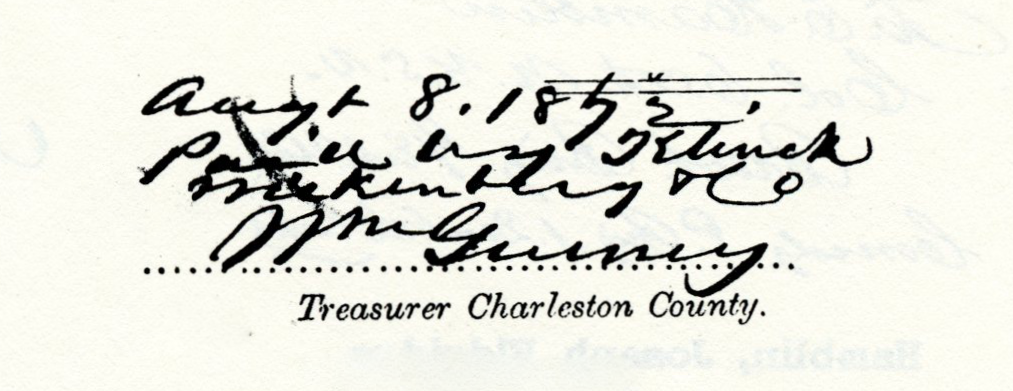 Augt 8. 1872,
Paid by Klinck
Wickenberg & Co
Wm Gurney
Treasurer Charleston County.